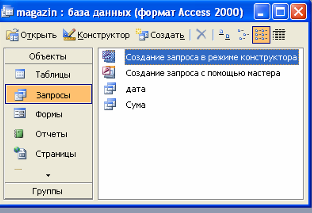 magazin : база данных (формат Access 2000)
Открыть Конструктор Создать
Объекты
Таблицы
Запросы
Формы
Отчеты
Страницы
Группы
Создание запроса в режиме конструктора
Создание запроса с помощью мастера
дата
Сума